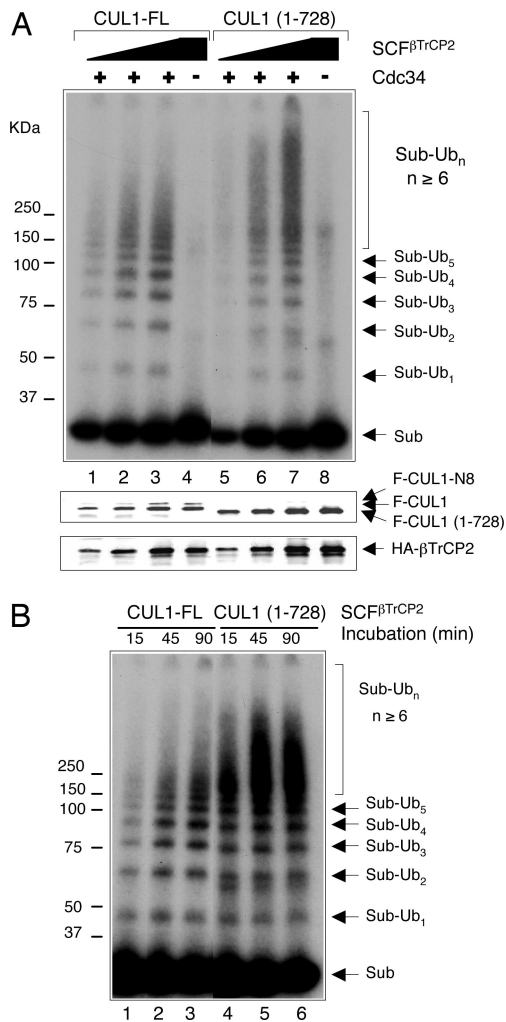 A
CUL1-FL CUL1 (1-728)
SCFβTrCP2
+ + + - + + + - Cdc34
KDa
Sub-Ubn
n ≥ 6
250
150
100
Sub-Ub5
Sub-Ub4
75
Sub-Ub3
Sub-Ub2
50
Sub-Ub1
37
Sub
1 2 3 4 5 6 7 8
F-CUL1-N8
F-CUL1
F-CUL1 (1-728)
HA-βTrCP2
B
CUL1-FL CUL1 (1-728) SCFβTrCP2
15 45 90 15 45 90 Incubation (min)
Sub-Ubn
n ≥ 6
250
150
100
Sub-Ub5
Sub-Ub4
75
Sub-Ub3
Sub-Ub2
50
Sub-Ub1
37
Sub
1 2 3 4 5 6